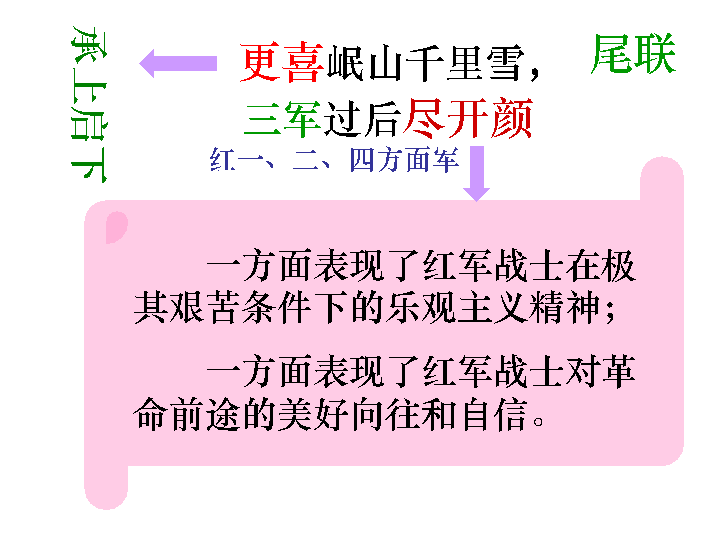 承上启下
更喜岷山千里雪，
尾联
三军过后尽开颜
红一、二、四方面军
一方面表现了红军战士在极
其艰苦条件下的乐观主义精神；
一方面表现了红军战士对革
命前途的美好向往和自信。